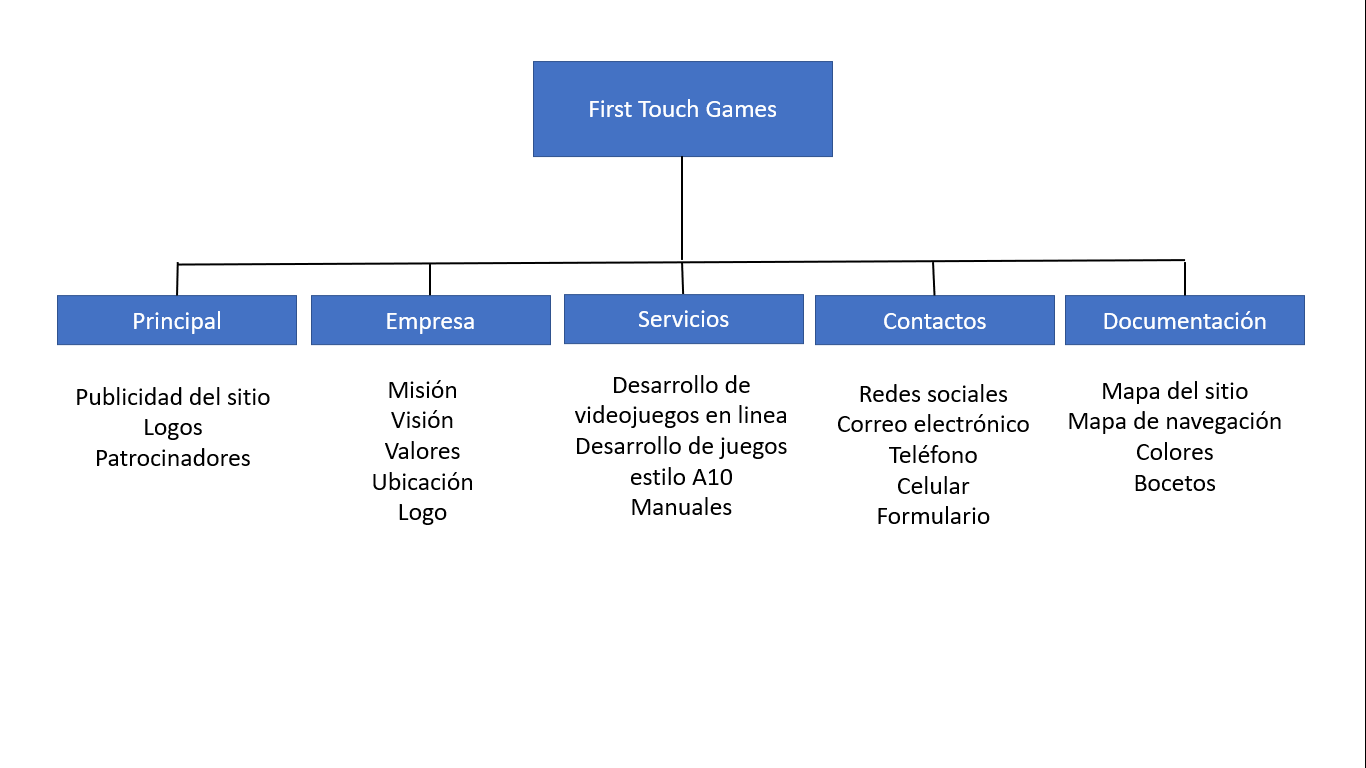 First Touch Games
Principal
Empresa
Servicios
Contactos
Documentación
Publicidad del sitio
Logos
Patrocinadores
Misión
Visión
Valores
Ubicación
Logo
Desarrollo de
videojuegos en linea
Desarrollo de juegos
estilo A10
Manuales
Redes sociales
Correo electrónico
Teléfono
Celular
Formulario
Mapa del sitio
Mapa de navegación
Colores
Bocetos